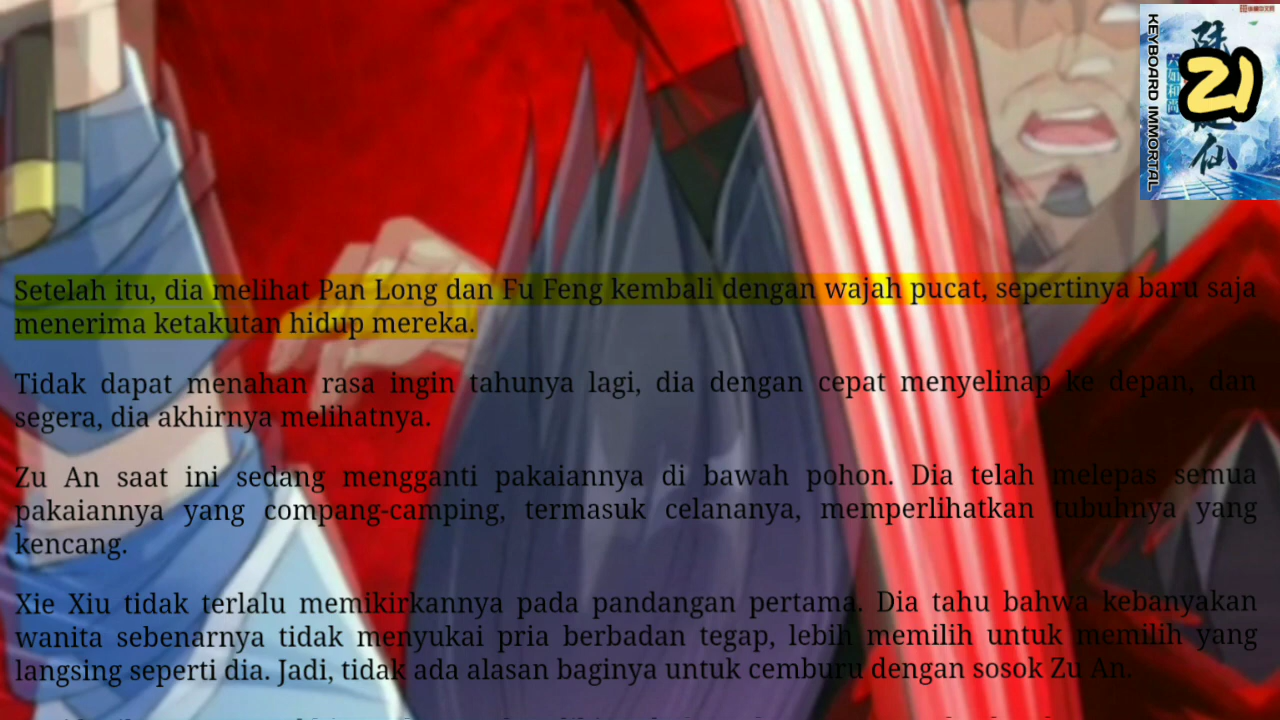 KEYBOARD IMMORTAL
21
Setelah itu, dia melihat Pan Long dan Fu Feng kembali dengan wajah pucat, sepertinya baru saja
menerima ketakutan hidup mereka.
Tidak dapat menahan rasa ingin tahunya lagi, dia dengan cepat menyelinap ke depan, dan
segera, dia akhirnya melihatnya.
Zu An saat ini sedang mengganti pakaiannya di bawah pohon. Dia telah melepas semua
pakaiannya yang compang-camping, termasuk celananya, memperlihatkan tubuhnya yang
kencang.
Xie Xiu tidak terlalu memikirkannya pada pandangan pertama. Dia tahu bahwa kebanyakan
wanita sebenarnya tidak menyukai pria berbadan tegap, lebih memilih untuk memilih yang
langsing seperti dia. Jadi, tidak ada alasan baginya untuk cemburu dengan sosok Zu An.